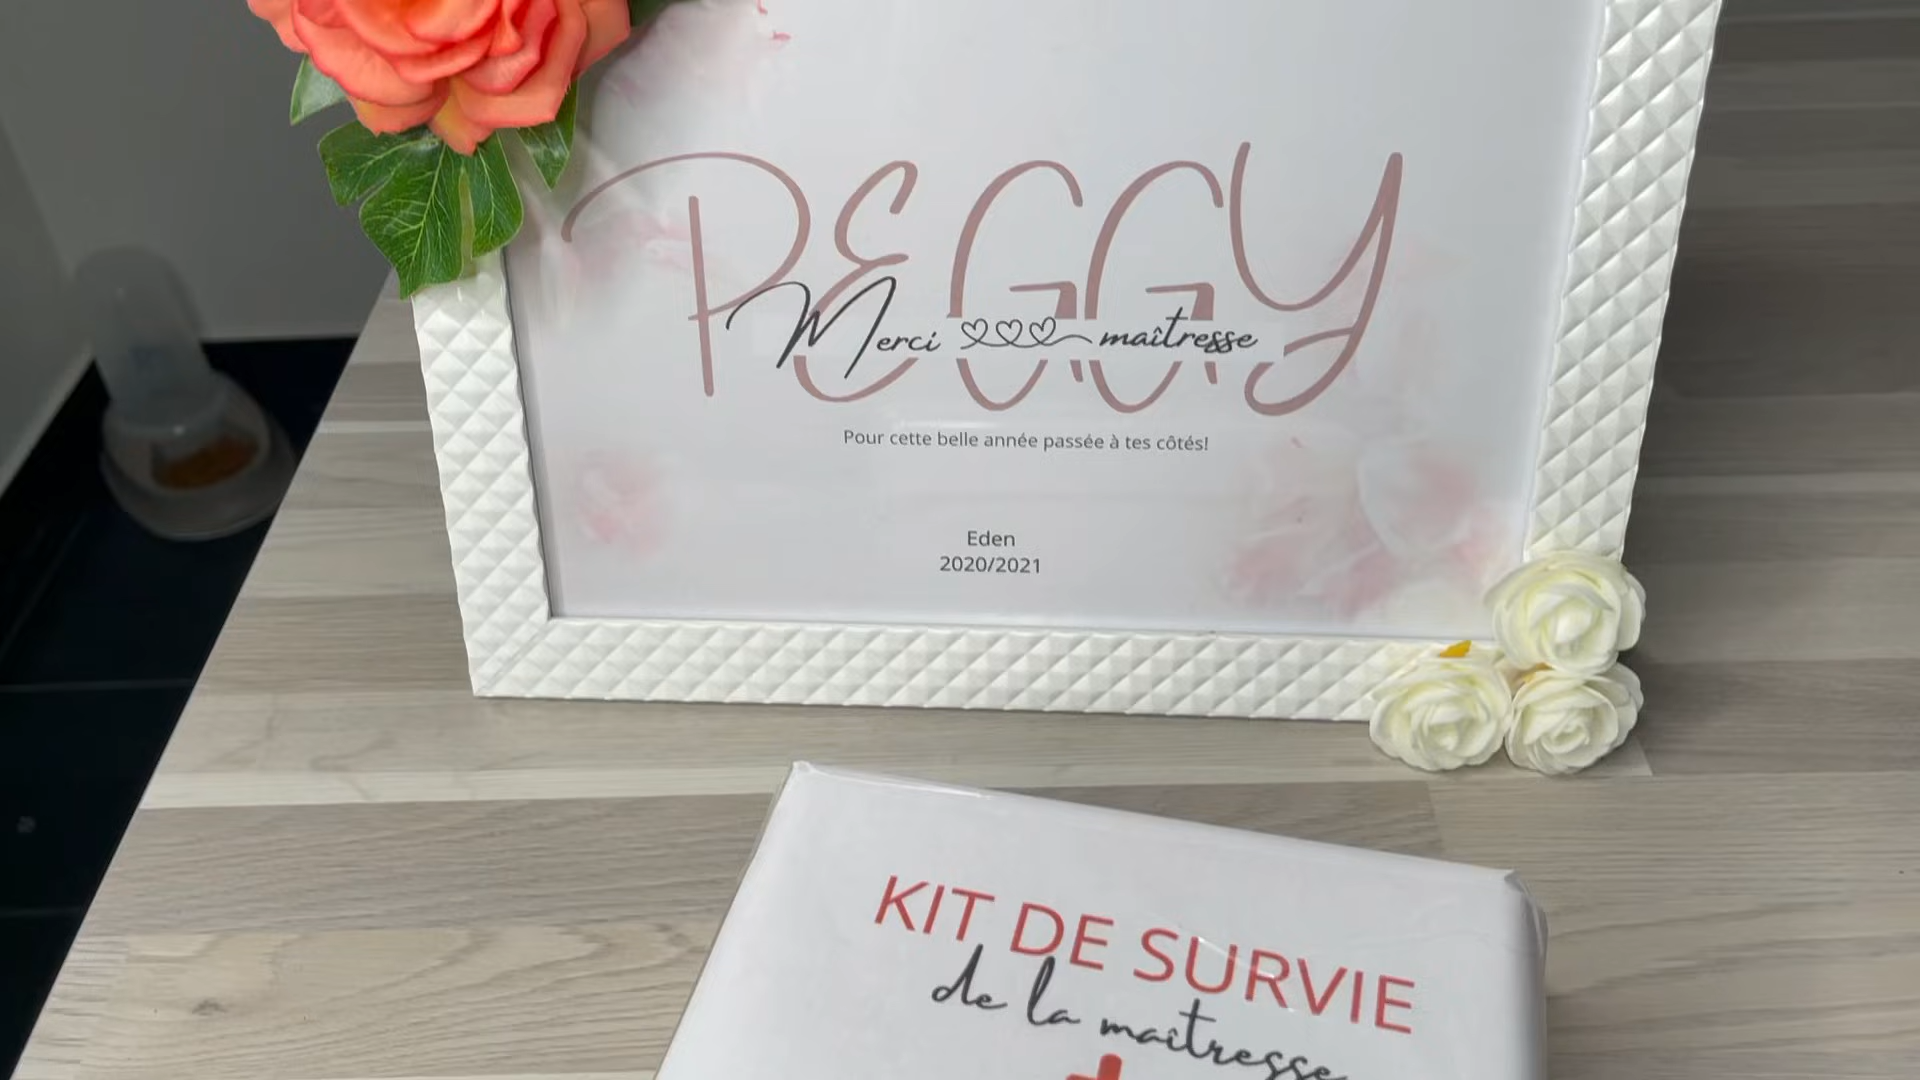 PEGGY
Merci maîtresse
Pour cette belle année passée à tes côtés!
Eden
2020/2021
KIT DE SURVIE
de la maîtresse